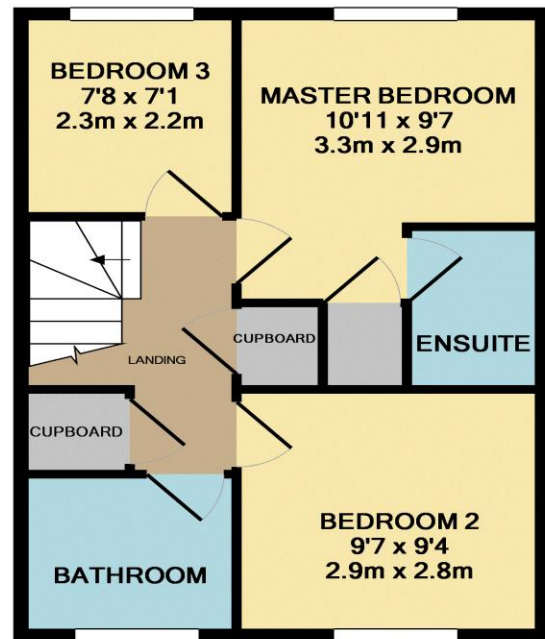 BEDROOM 3
7'8 x 7'1
2.3m x 2.2m
MASTER BEDROOM
10'11 x 9'7
3.3m x 2.9m
CUPBOARD
ENSUITE
LANDING
CUPBOARD
BATHROOM
BEDROOM 2
9'7 x 9'4
2.9m x 2.8m